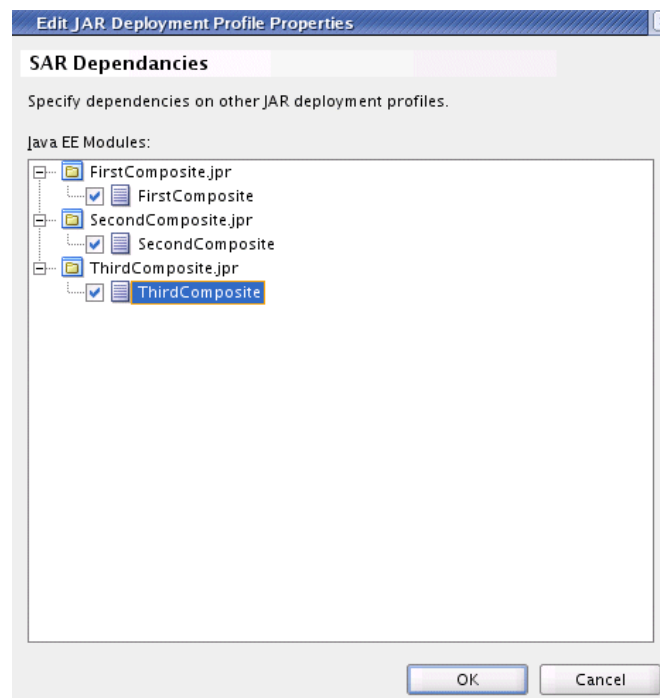 Edit JAR Deployment Profile Properties
SAR Dependancies
Specify dependencies on other JAR deployment profiles.
Java EE Modules:
FirstComposite.jpr
FirstComposite
SecondComposite.jpr
SecondComposite
ThirdComposite.jpr
ThirdComposite
OK
Cancel